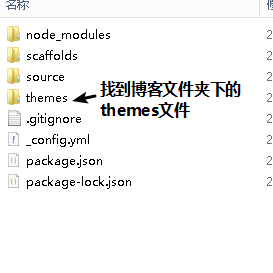 名称
node_modules
2
scaffolds
2
source
2
themes
2
找到博客文件夹下的
themes文件
.gitignore
2
_config.yml
2
package.json
2
package-lock.json
2